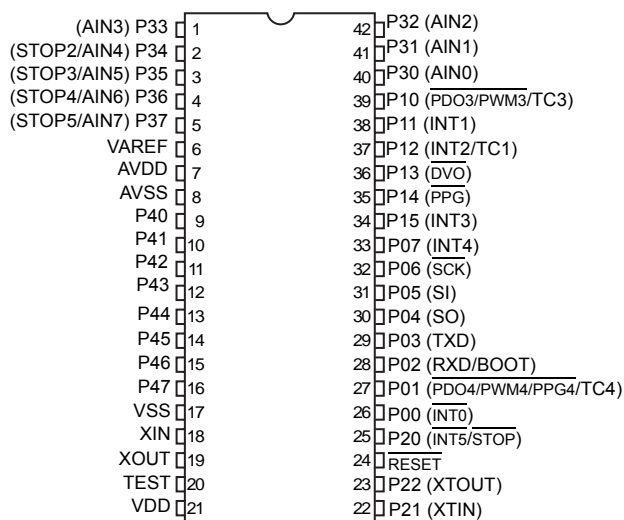 (AIN3) P33 1 42 P32 (AIN2)
(STOP2/AIN4) P34 2 41 P31 (AIN1)
(STOP3/AIN5) P35 3 40 P30 (AIN0)
(STOP4/AIN6) P36 4 39 P10 (PDO3/PWM3/TC3)
(STOP5/AIN7) P37 5 38 P11 (INT1)
VAREF 6 37 P12 (INT2/TC1)
AVDD 7 36 P13 (DVO)
AVSS 8 35 P14 (PPG)
P40 9 34 P15 (INT3)
P41 10 33 P07 (INT4)
P42 11 32 P06 (SCK)
P43 12 31 P05 (SI)
P44 13 30 P04 (SO)
P45 14 29 P03 (TXD)
P46 15 28 P02 (RXD/BOOT)
P47 16 27 P01 (PDO4/PWM4/PPG4/TC4)
VSS 17 26 P00 (INT0)
XIN 18 25 P20 (INT5/STOP)
XOUT 19 24 RESET
TEST 20 23 P22 (XTOUT)
VDD 21 22 P21 (XTIN)